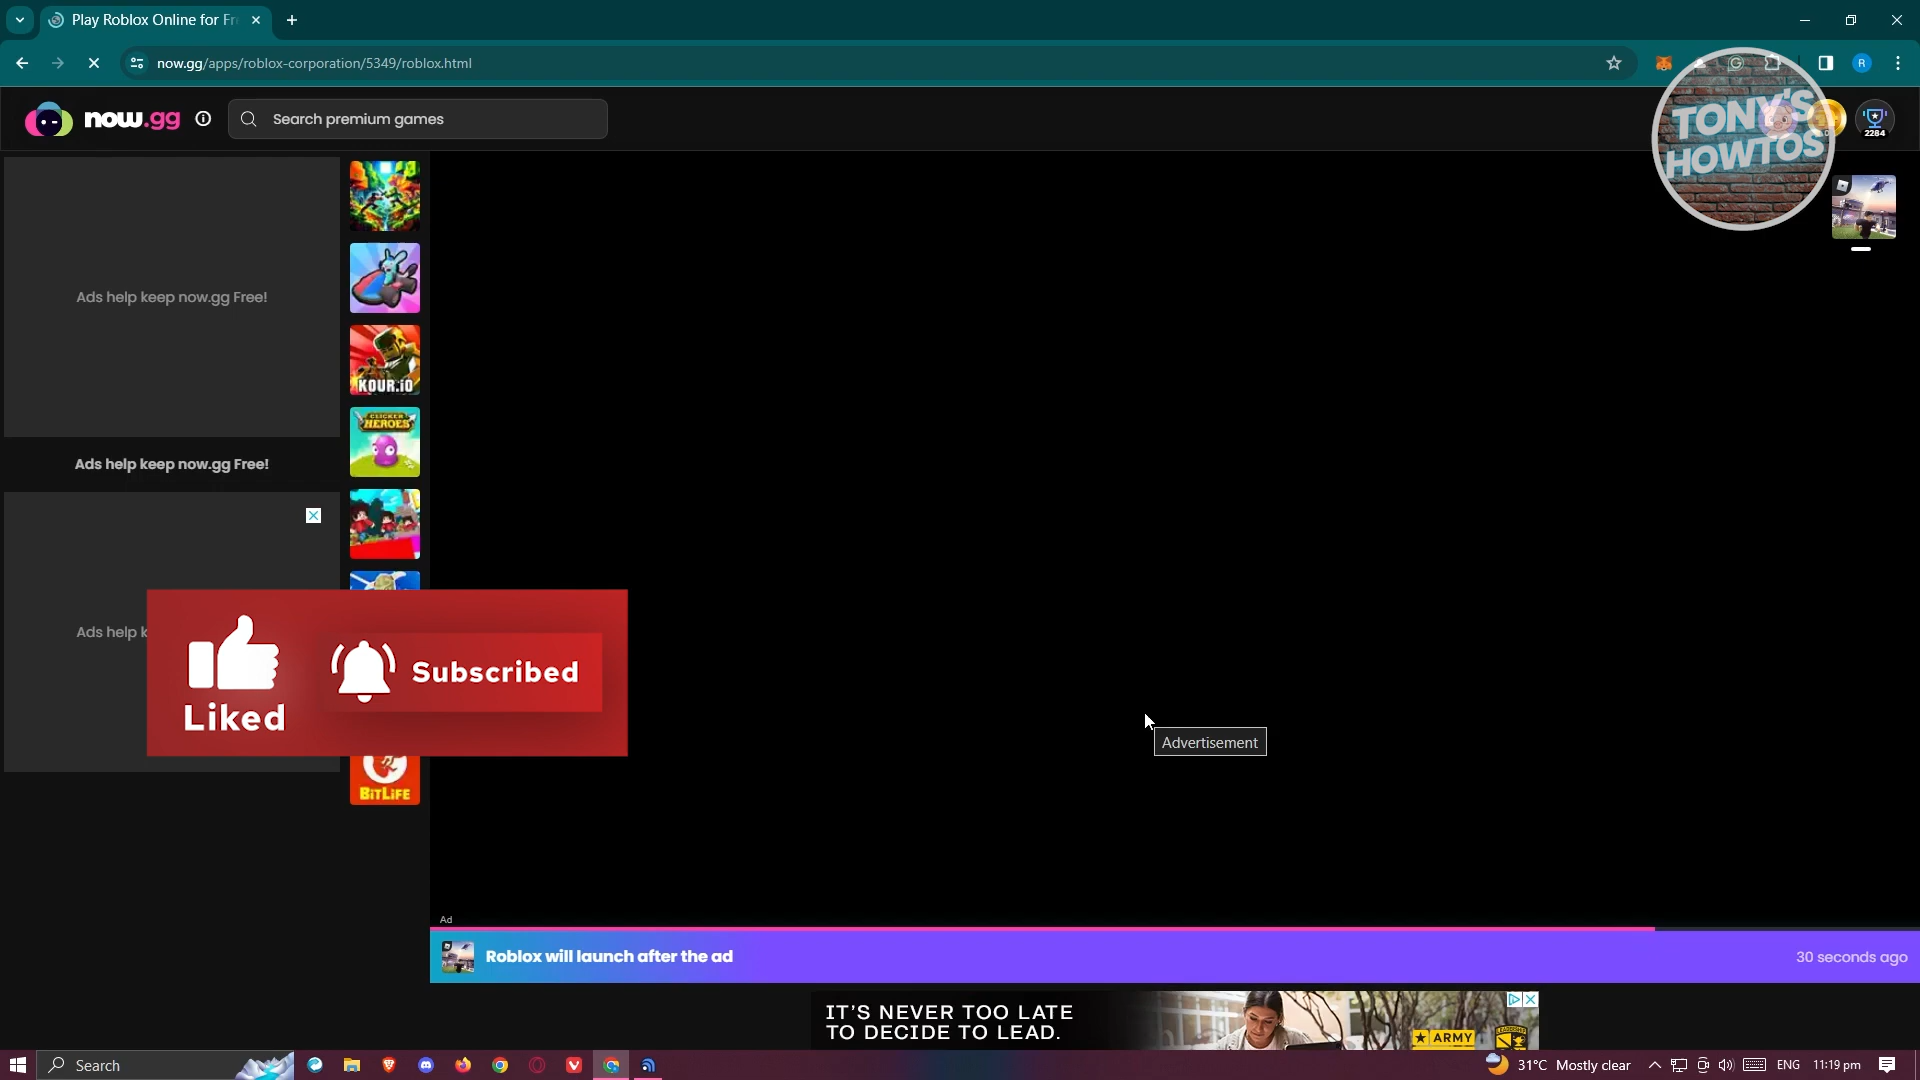 Play Roblox Online for Fr
now.gg/apps/roblox-corporation/5349/roblox.html
R
now.gg
Search premium games
TONY'S
HOWTOS
2284
Ads help keep now.gg Free!
KOUR.iO
CLICKER
HEROES
Ads help keep now.gg Free!
Ads help k
Liked
Subscribed
BitLife
Advertisement
Ad
Roblox will launch after the ad
30 seconds ago
IT'S NEVER TOO LATE
TO DECIDE TO LEAD.
ARMY
Search
31°C Mostly clear
ENG
11:19 pm